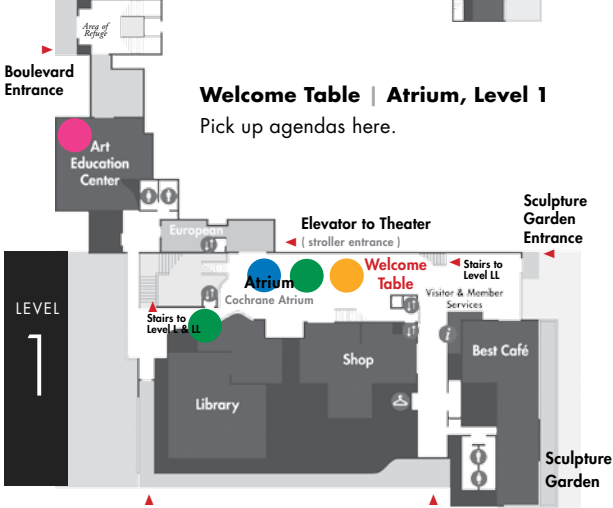 Area of
Refuge
Boulevard
Entrance
Welcome Table | Atrium, Level 1
Pick up agendas here.
Art
Education
Center
Sculpture
Garden
Entrance
European
Elevator to Theater
( stroller entrance )
Welcome
Table
Stairs to
Level LL
Atrium
Cochrane Atrium
Visitor & Member
Services
LEVEL
1
Stairs to
Level L & LL
Shop
i
Best Café
Library
Sculpture
Garden